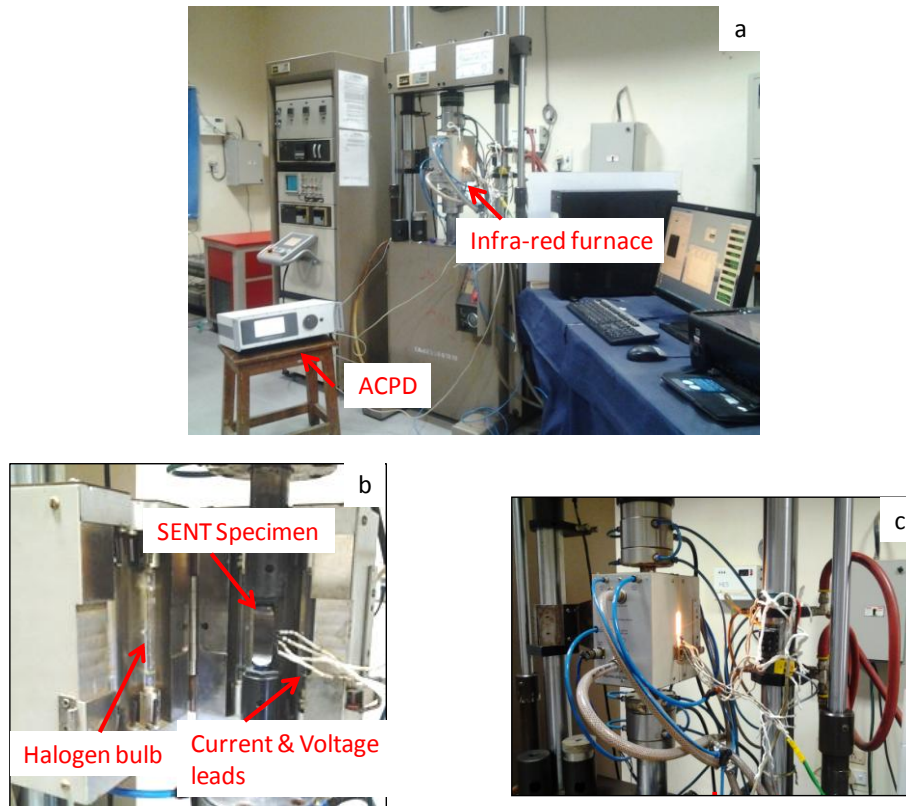 a
Infra-red furnace
ACPD
b
SENT Specimen
Halogen bulb
Current & Voltage
leads
c